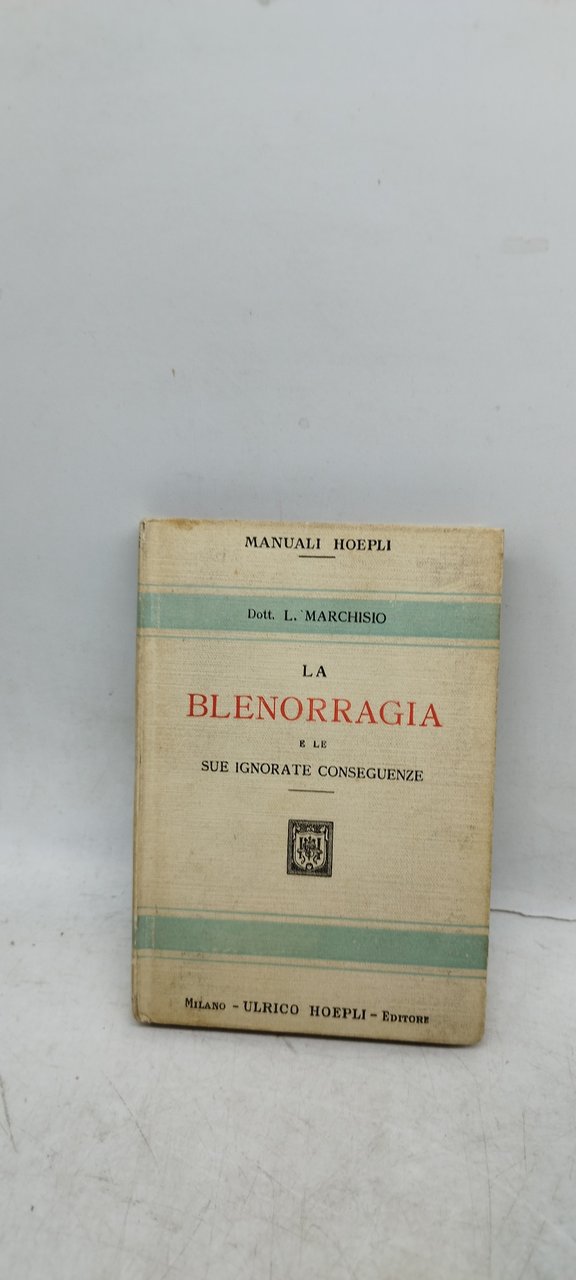 MANUALI HOEPLI
Dott. L. MARCHISIO
LA
BLENORRAGIA
E LE
SUE IGNORATE CONSEGUENZE
MILANO - ULRICO HOEPLI - EDITORE